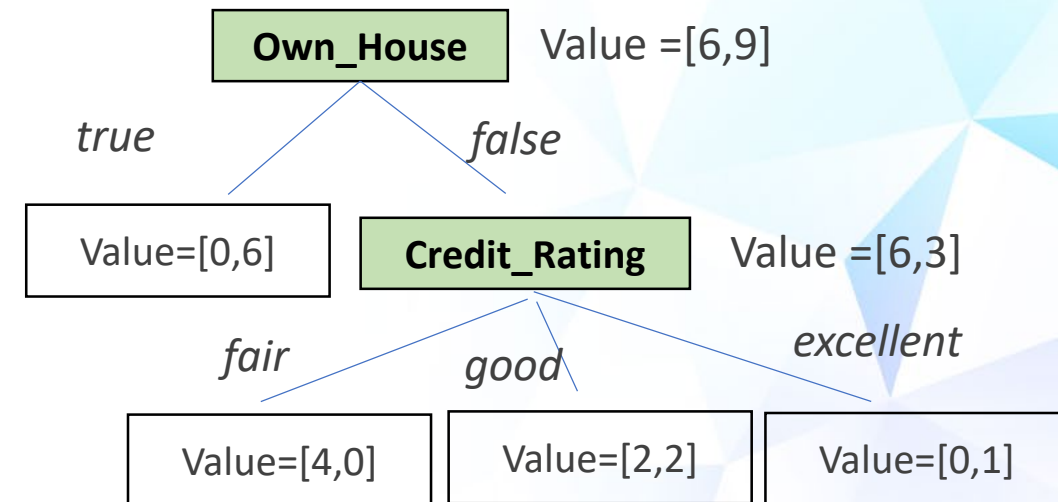 Own_House
Value =[6,9]
true
false
Value=[0,6]
Credit_Rating
Value =[6,3]
fair
good
excellent
Value=[4,0]
Value=[2,2]
Value=[0,1]